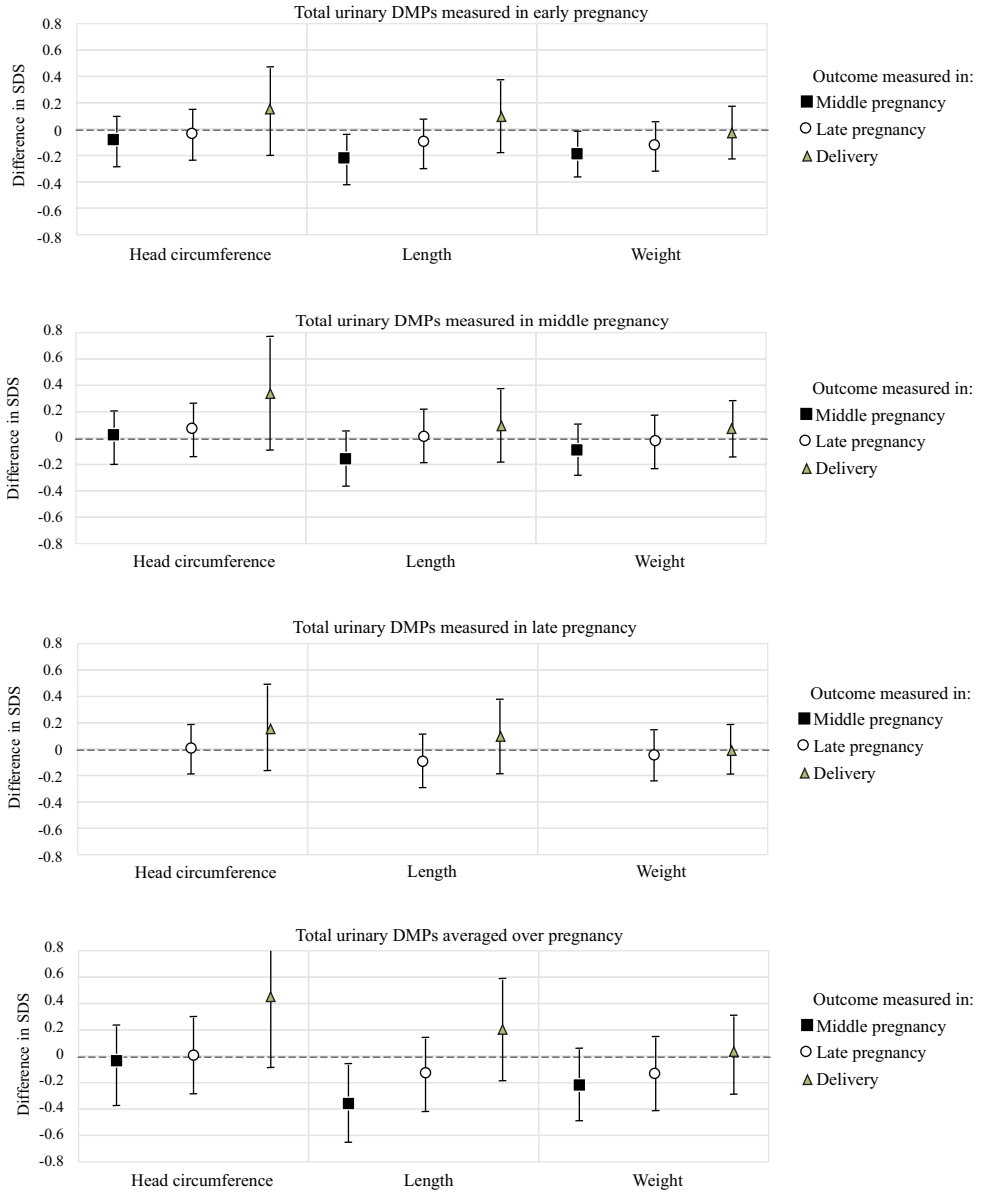 Total urinary DMPs measured in early pregnancy
Difference in SDS
0.8
0.6
0.4
0.2
0
-0.2
-0.4
-0.6
-0.8
Head circumference Length Weight
Outcome measured in:
Middle pregnancy
Late pregnancy
Delivery
Total urinary DMPs measured in middle pregnancy
Difference in SDS
0.8
0.6
0.4
0.2
0
-0.2
-0.4
-0.6
-0.8
Head circumference Length Weight
Outcome measured in:
Middle pregnancy
Late pregnancy
Delivery
Total urinary DMPs measured in late pregnancy
Difference in SDS
0.8
0.6
0.4
0.2
0
-0.2
-0.4
-0.6
-0.8
Head circumference Length Weight
Outcome measured in:
Middle pregnancy
Late pregnancy
Delivery
Total urinary DMPs averaged over pregnancy
Difference in SDS
0.8
0.6
0.4
0.2
0
-0.2
-0.4
-0.6
-0.8
Head circumference Length Weight
Outcome measured in:
Middle pregnancy
Late pregnancy
Delivery